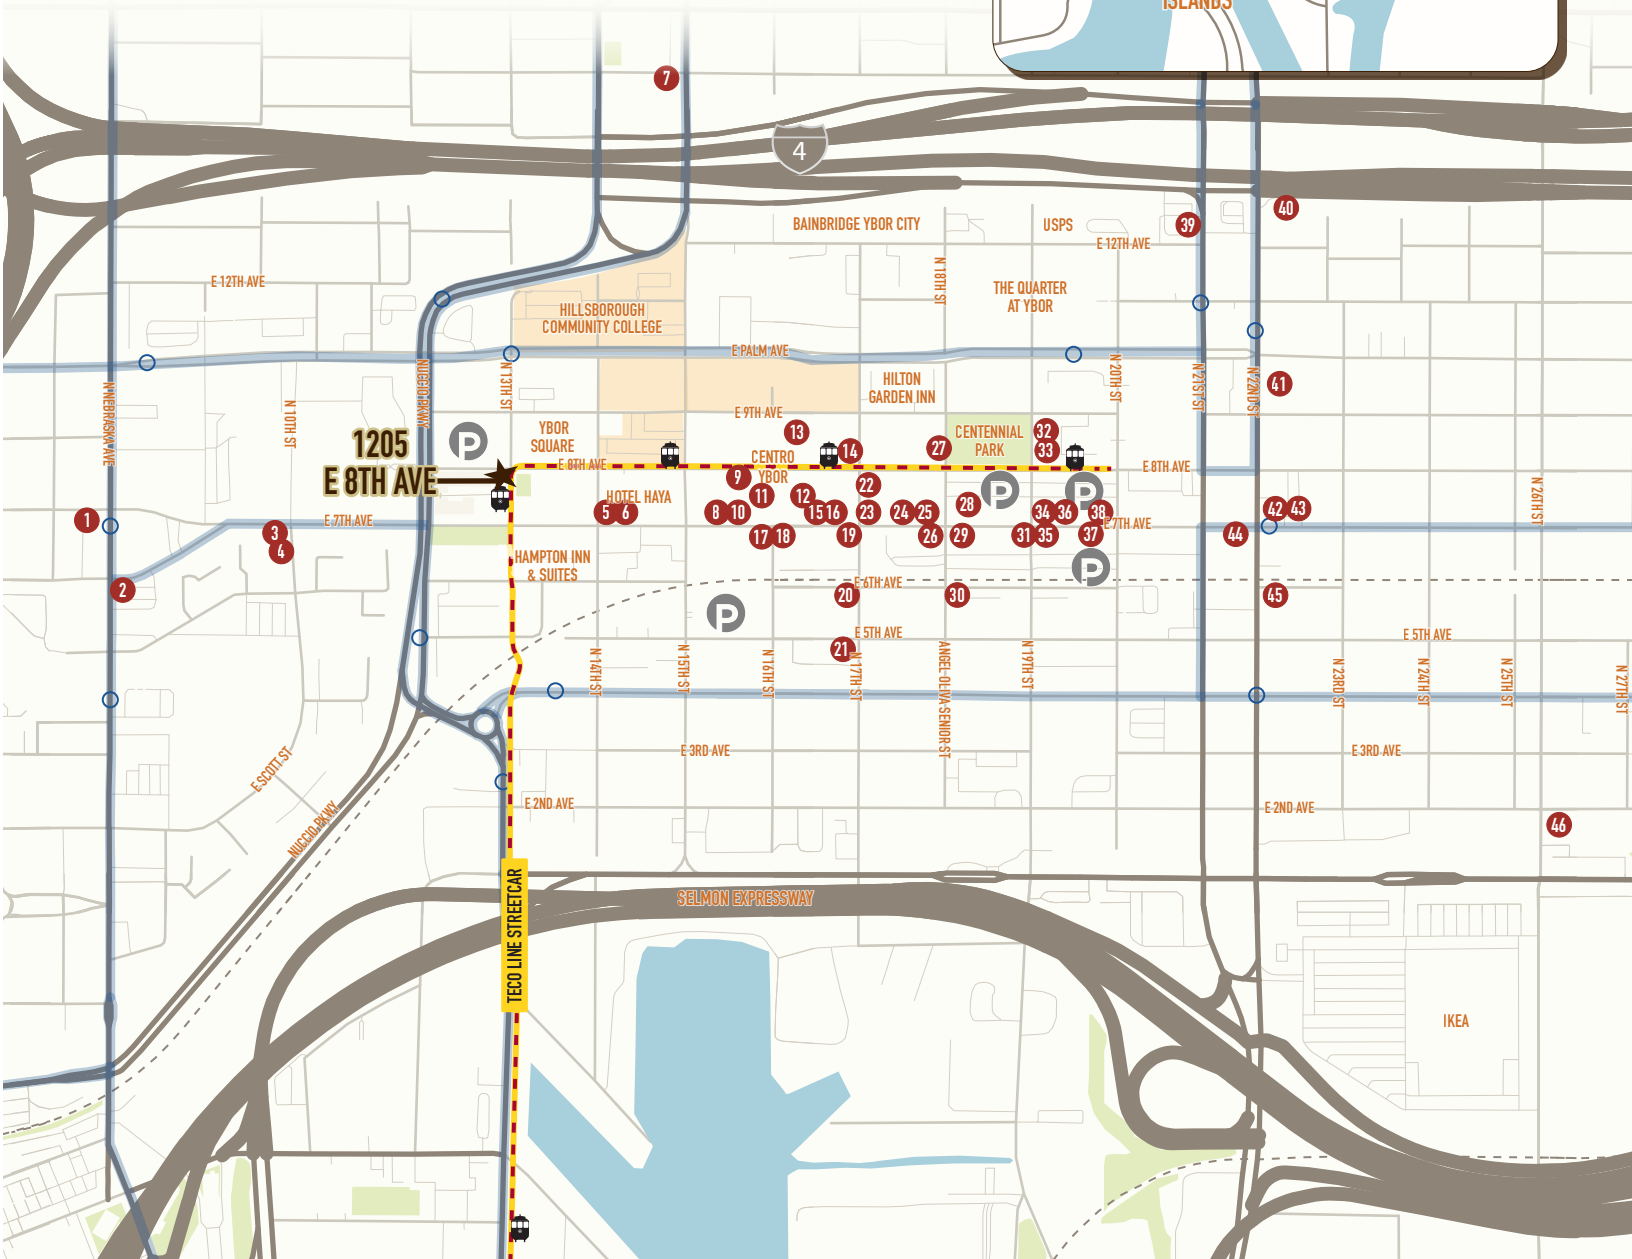 ISLANDS
7
4
40
39
BAINBRIDGE YBOR CITY
USPS
E 12TH AVE
E 12TH AVE
N 18TH ST
THE QUARTER
AT YBOR
HILLSBOROUGH
COMMUNITY COLLEGE
E PALM AVE
N NEBRASKA AVE
N 10TH ST
NUCCIO PKWY
N 13TH ST
HILTON
GARDEN INN
N 20TH ST
N 21ST ST
N 22ND ST
41
E 9TH AVE
1205
E 8TH AVE
P
YBOR
SQUARE
13
14
27
CENTENNIAL
PARK
32
33
CENTRO
YBOR
E 8TH AVE
E 8TH AVE
9
22
P
P
HOTEL HAYA
11
12
28
N 26TH ST
1
5
6
8
10
15
16
23
24
25
34
36
38
42
43
E 7TH AVE
E 7TH AVE
3
4
17
18
19
26
29
31
35
37
44
HAMPTON INN
& SUITES
P
2
E 6TH AVE
20
30
45
P
E 5TH AVE
E 5TH AVE
21
N 14TH ST
N 15TH ST
N 16TH ST
N 17TH ST
ANGEL OLIVA SENIOR ST
N 19TH ST
N 23RD ST
N 24TH ST
N 25TH ST
N 27TH ST
E 3RD AVE
E 3RD AVE
E SCOTT ST
NUCCIO PKWY
E 2ND AVE
E 2ND AVE
46
SELMON EXPRESSWAY
TECO LINE STREETCAR
IKEA